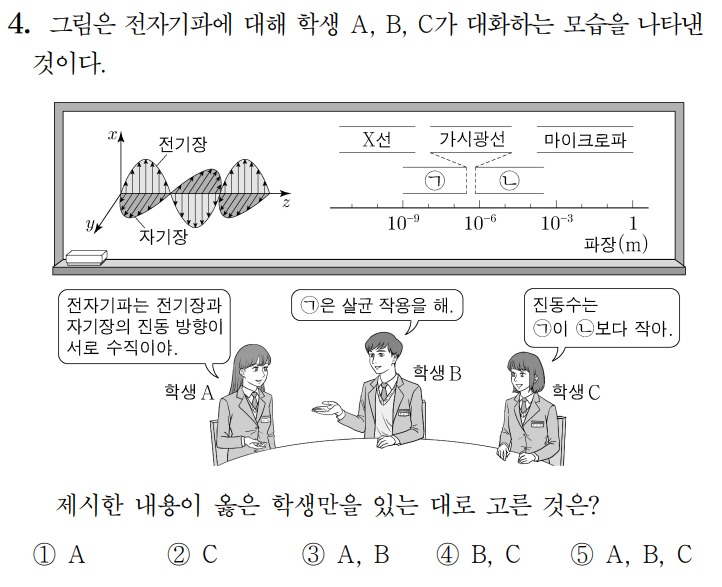 4. 그림은 전자기파에 대해 학생 A, B, C가 대화하는 모습을 나타낸
것이다.
x
전기장
y
자기장
z
X선 가시광선 마이크로파
㉠ ㉡
10⁻⁹ 10⁻⁶ 10⁻³ 1
파장(m)
전자기파는 전기장과
자기장의 진동 방향이
서로 수직이야.
㉠은 살균 작용을 해.
진동수는
㉠이 ㉡보다 작아.
학생 A
학생 B
학생 C
제시한 내용이 옳은 학생만을 있는 대로 고른 것은?
① A ② C ③ A, B ④ B, C ⑤ A, B, C